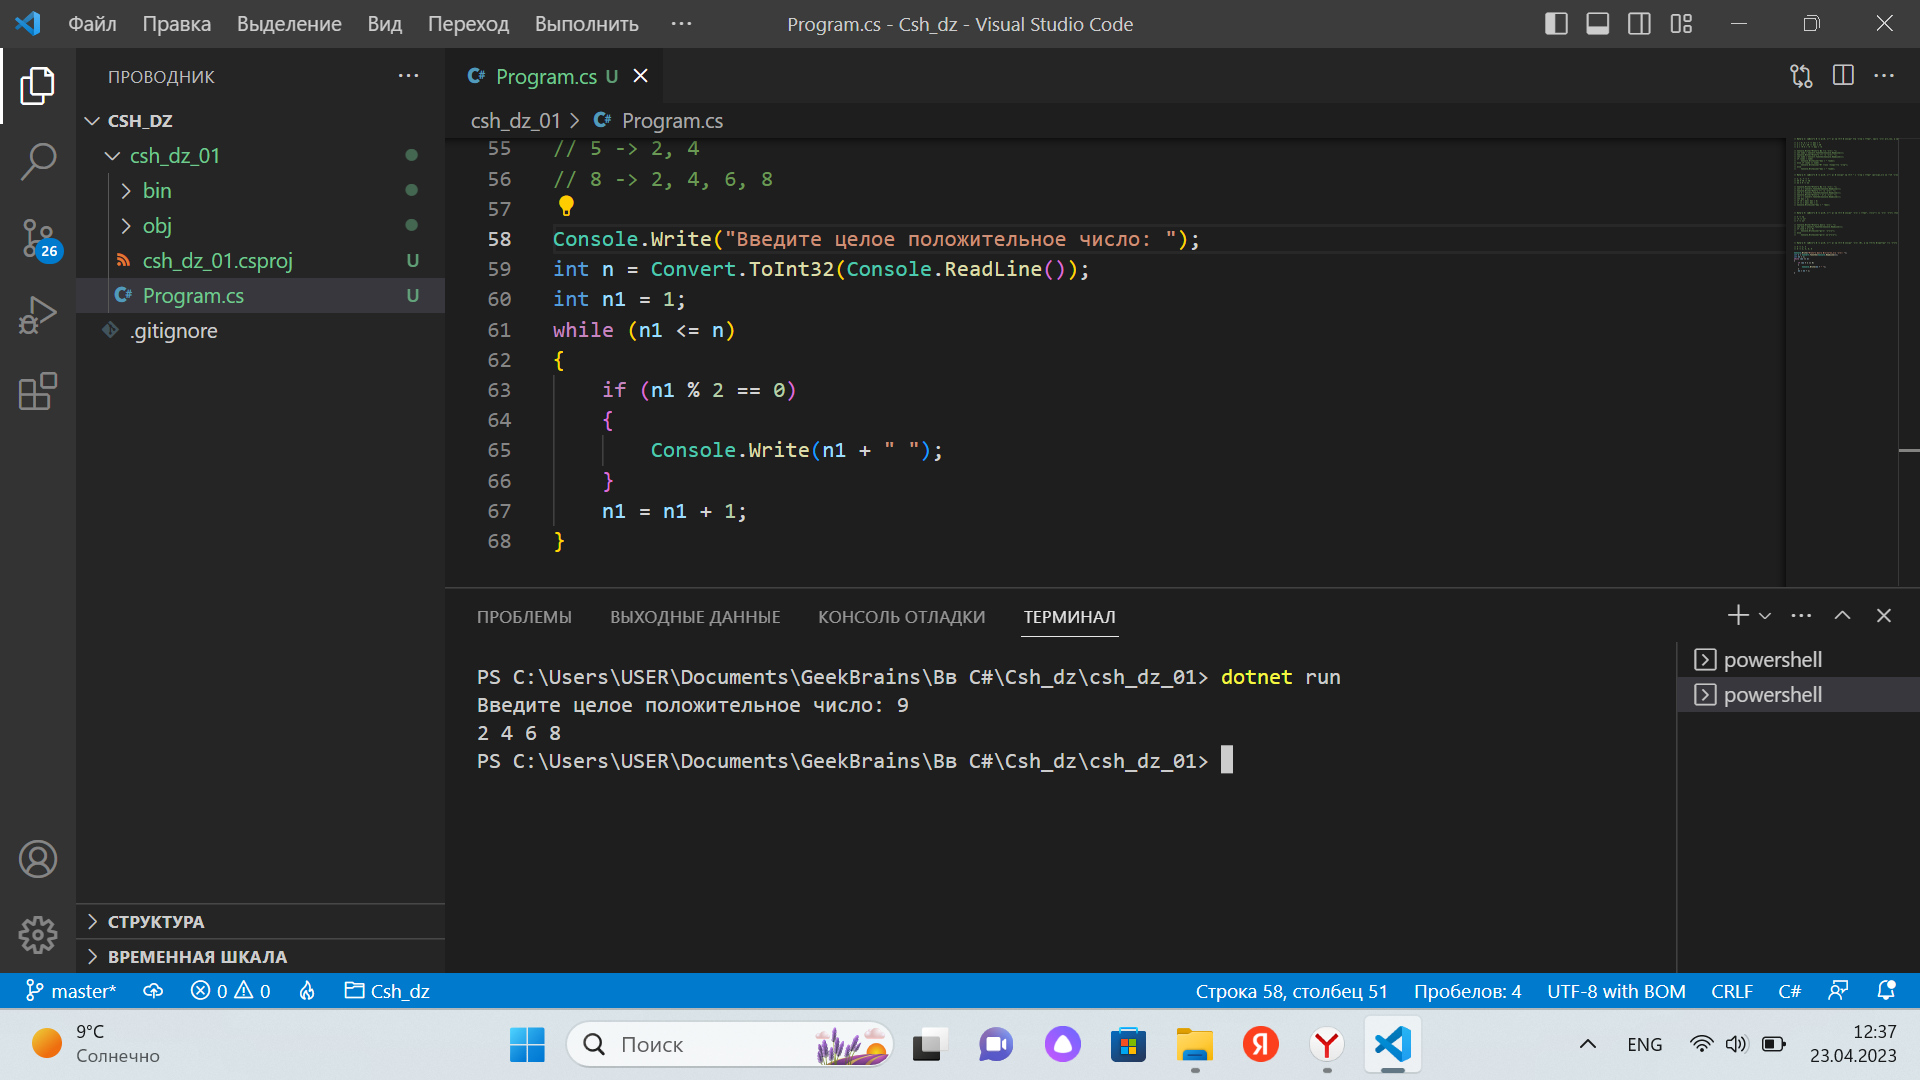 Файл Правка Выделение Вид Переход Выполнить ··· Program.cs - Csh_dz - Visual Studio Code
ПРОВОДНИК ···
CSH_DZ
csh_dz_01
bin
obj
csh_dz_01.csproj U
Program.cs U
.gitignore
СТРУКТУРА
ВРЕМЕННАЯ ШКАЛА
26
C# Program.cs U
csh_dz_01 > C# Program.cs
55 // 5 -> 2, 4
56 // 8 -> 2, 4, 6, 8
57
58 Console.Write("Введите целое положительное число: ");
59 int n = Convert.ToInt32(Console.ReadLine());
60 int n1 = 1;
61 while (n1 <= n)
62 {
63 if (n1 % 2 == 0)
64 {
65 Console.Write(n1 + " ");
66 }
67 n1 = n1 + 1;
68 }
ПРОБЛЕМЫ ВЫХОДНЫЕ ДАННЫЕ КОНСОЛЬ ОТЛАДКИ ТЕРМИНАЛ
PS C:\Users\USER\Documents\GeekBrains\Вв C#\Csh_dz\csh_dz_01> dotnet run
Введите целое положительное число: 9
2 4 6 8
PS C:\Users\USER\Documents\GeekBrains\Вв C#\Csh_dz\csh_dz_01>
powershell
powershell
master* 0 0 Csh_dz Строка 58, столбец 51 Пробелов: 4 UTF-8 with BOM CRLF C#
9°C
Солнечно
Поиск
Я
Y
ENG
12:37
23.04.2023